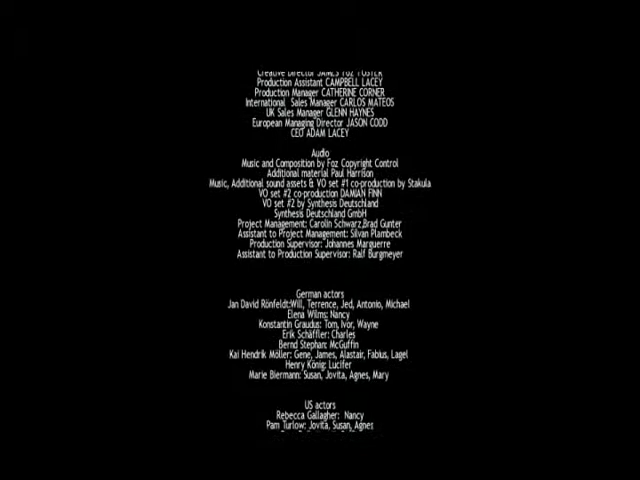 Creative Director JAMES Foz FOSTER
Production Assistant CAMPBELL LACEY
Production Manager CATHERINE CORNER
International Sales Manager CARLOS MATEOS
UK Sales Manager GLENN HAYNES
European Managing Director JASON CODD
CEO ADAM LACEY
Audio
Music and Composition by Foz Copyright Control
Additional material Paul Harrison
Music, Additional sound assets & VO set #1 co-production by Stakula
VO set #2 co-production DAMIAN FINN
VO set #2 by Synthesis Deutschland
Synthesis Deutschland GmbH
Project Management: Carolin Schwarz,Brad Gunter
Assistant to Project Management: Silvan Plambeck
Production Supervisor: Johannes Marguerre
Assistant to Production Supervisor: Ralf Burgmeyer
German actors
Jan David Rönfeldt:Will, Terrence, Jed, Antonio, Michael
Elena Wilms: Nancy
Konstantin Graudus: Tom, Ivor, Wayne
Erik Schäffler: Charles
Bernd Stephan: McGuffin
Kai Hendrik Möller: Gene, James, Alastair, Fabius, Lagel
Henry König: Lucifer
Marie Biermann: Susan, Jovita, Agnes, Mary
US actors
Rebecca Gallagher: Nancy
Pam Turlow: Jovita, Susan, Agnes